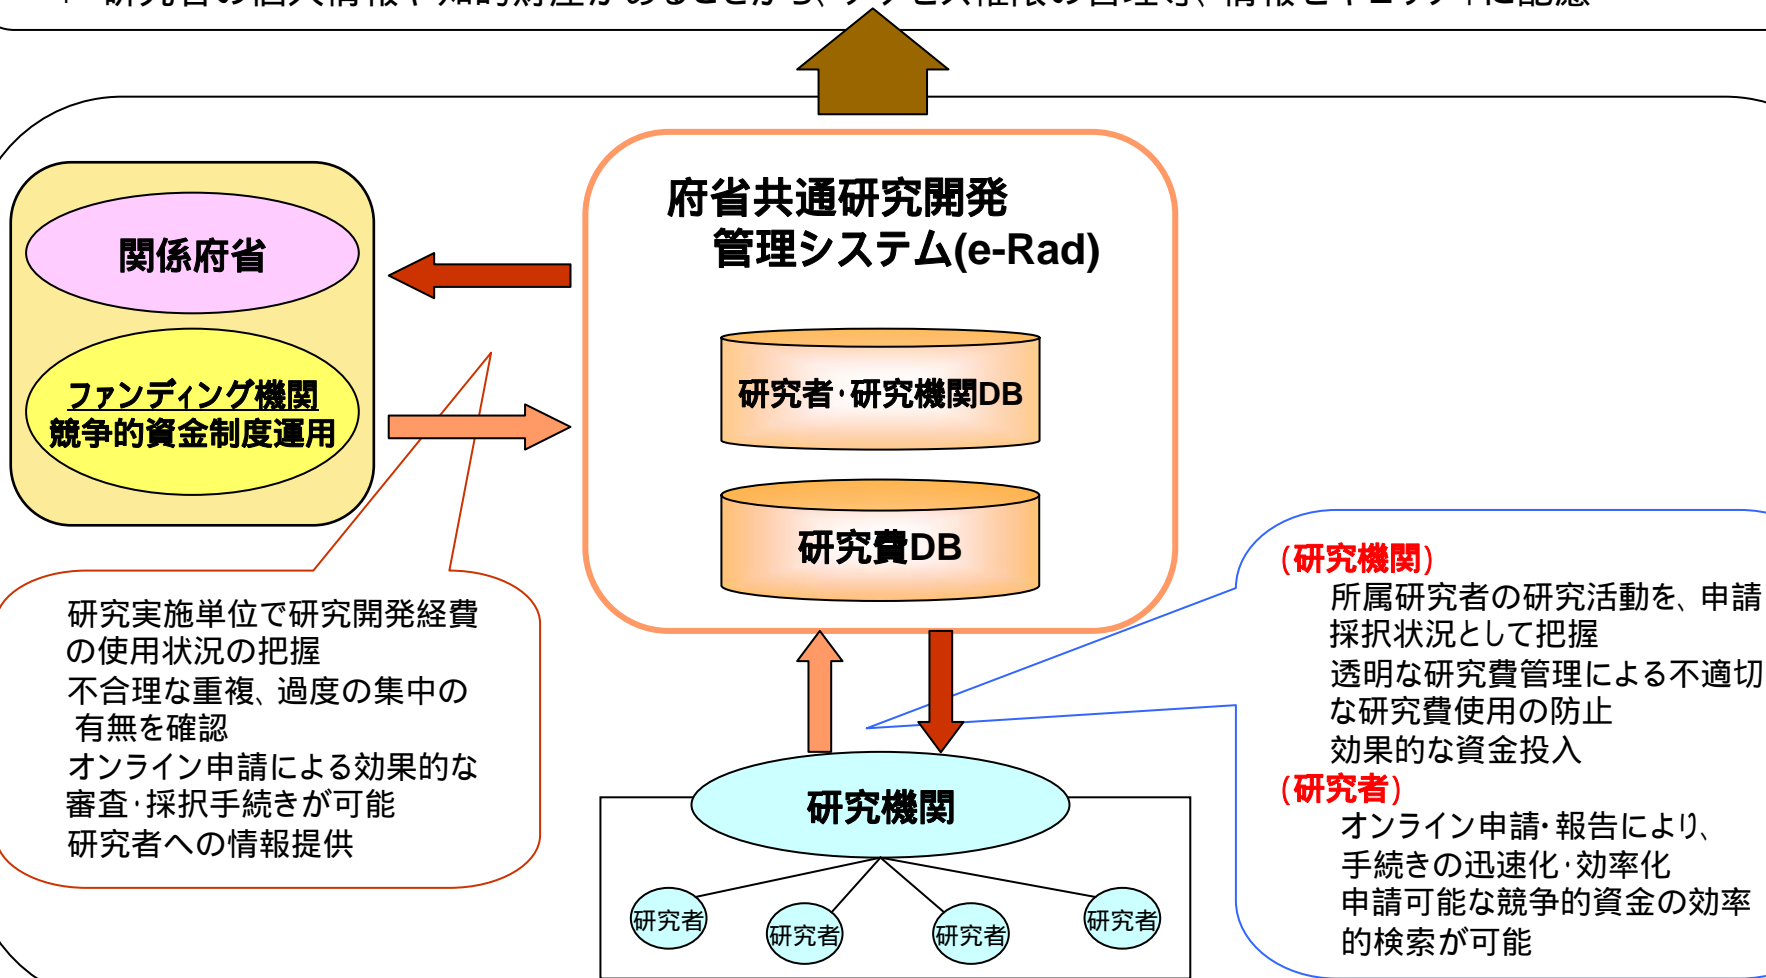 府省共通研究開発
管理システム(e-Rad)
関係府省
ファンディング機関
競争的資金制度運用
研究者・研究機関DB
研究費DB
研究実施単位で研究開発経費
の使用状況の把握
不合理な重複、過度の集中の
有無を確認
オンライン申請による効果的な
審査・採択手続きが可能
研究者への情報提供
(研究機関)
所属研究者の研究活動を、申請
採択状況として把握
透明な研究費管理による不適切
な研究費使用の防止
効果的な資金投入
(研究者)
オンライン申請・報告により、
手続きの迅速化・効率化
申請可能な競争的資金の効率
的検索が可能
研究機関
研究者
研究者
研究者
研究者